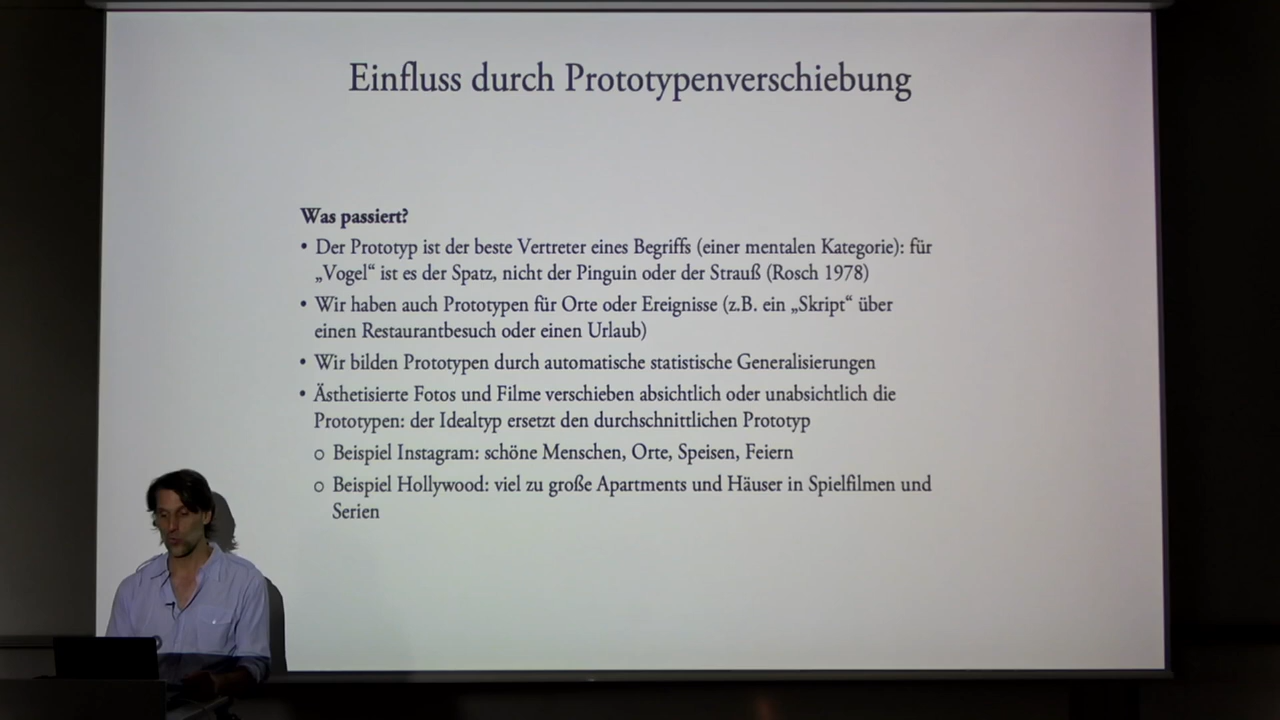 Einfluss durch Prototypenverschiebung
Was passiert?
• Der Prototyp ist der beste Vertreter eines Begriffs (einer mentalen Kategorie): für
„Vogel“ ist es der Spatz, nicht der Pinguin oder der Strauß (Rosch 1978)
• Wir haben auch Prototypen für Orte oder Ereignisse (z.B. ein „Skript“ über
einen Restaurantbesuch oder einen Urlaub)
• Wir bilden Prototypen durch automatische statistische Generalisierungen
• Ästhetisierte Fotos und Filme verschieben absichtlich oder unabsichtlich die
Prototypen: der Idealtyp ersetzt den durchschnittlichen Prototyp
o Beispiel Instagram: schöne Menschen, Orte, Speisen, Feiern
o Beispiel Hollywood: viel zu große Apartments und Häuser in Spielfilmen und
Serien